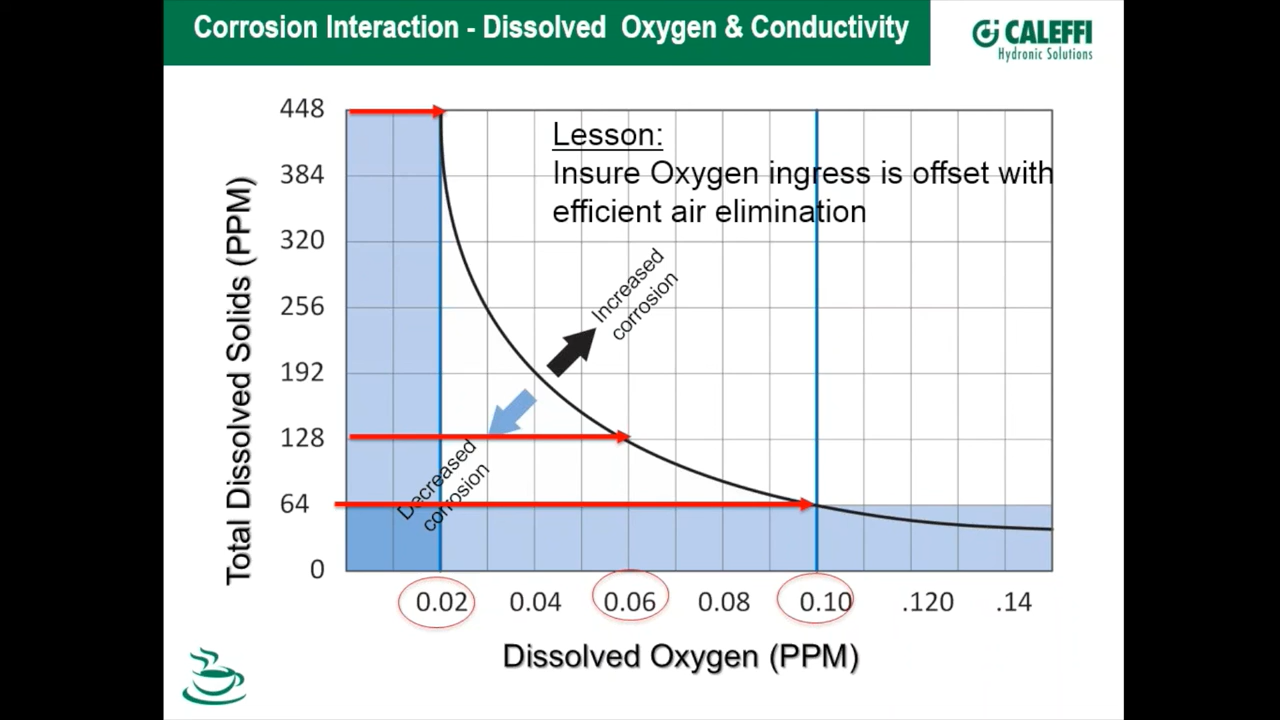 Corrosion Interaction - Dissolved Oxygen & Conductivity
CALEFFI
Hydronic Solutions
448
384
320
256
192
128
64
0
Total Dissolved Solids (PPM)
Lesson:
Insure Oxygen ingress is offset with
efficient air elimination
Increased
corrosion
Decreased
corrosion
0.02 0.04 0.06 0.08 0.10 .120 .14
Dissolved Oxygen (PPM)